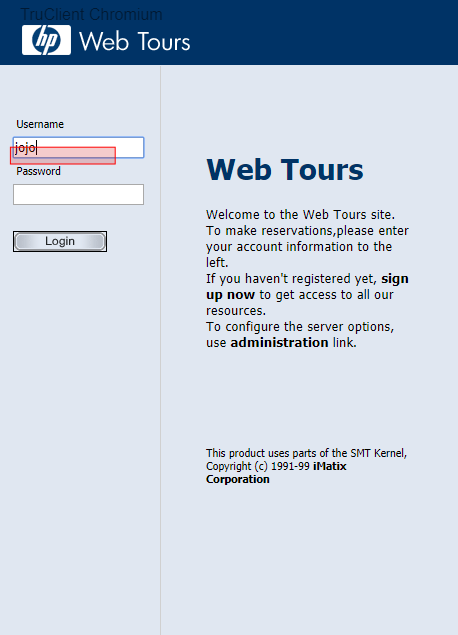 TruClient Chromium
hp Web Tours
Username
jojo
Password
Login
Web Tours
Welcome to the Web Tours site.
To make reservations,please enter
your account information to the
left.
If you haven't registered yet, sign
up now to get access to all our
resources.
To configure the server options,
use administration link.
This product uses parts of the SMT Kernel,
Copyright (c) 1991-99 iMatix
Corporation